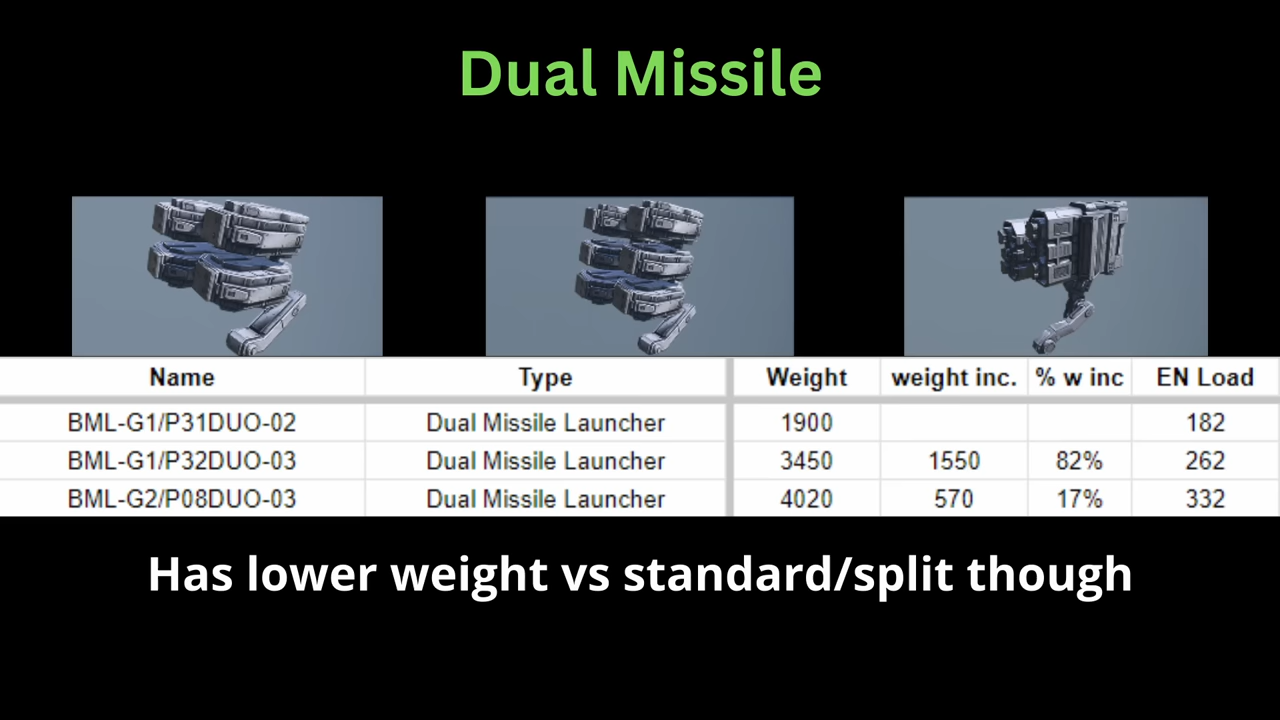 Dual Missile
Name Type Weight weight inc. % w inc EN Load
BML-G1/P31DUO-02 Dual Missile Launcher 1900 182
BML-G1/P32DUO-03 Dual Missile Launcher 3450 1550 82% 262
BML-G2/P08DUO-03 Dual Missile Launcher 4020 570 17% 332
Has lower weight vs standard/split though